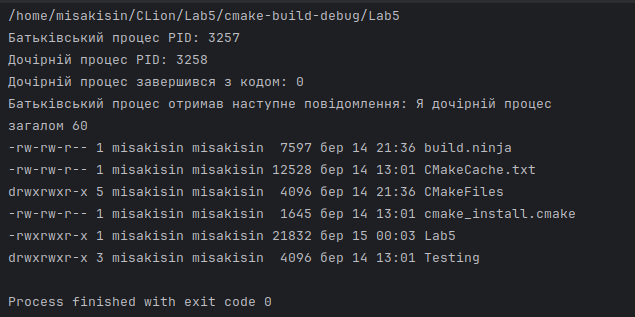 /home/misakisin/CLion/Lab5/cmake-build-debug/Lab5
Батьківський процес PID: 3257
Дочірній процес PID: 3258
Дочірній процес завершився з кодом: 0
Батьківський процес отримав наступне повідомлення: Я дочірній процес
загалом 60
-rw-rw-r-- 1 misakisin misakisin  7597 бер 14 21:36 build.ninja
-rw-rw-r-- 1 misakisin misakisin 12528 бер 14 13:01 CMakeCache.txt
drwxrwxr-x 5 misakisin misakisin  4096 бер 14 21:36 CMakeFiles
-rw-rw-r-- 1 misakisin misakisin  1645 бер 14 13:01 cmake_install.cmake
-rwxrwxr-x 1 misakisin misakisin 21832 бер 15 00:03 Lab5
drwxrwxr-x 3 misakisin misakisin  4096 бер 14 13:01 Testing
Process finished with exit code 0